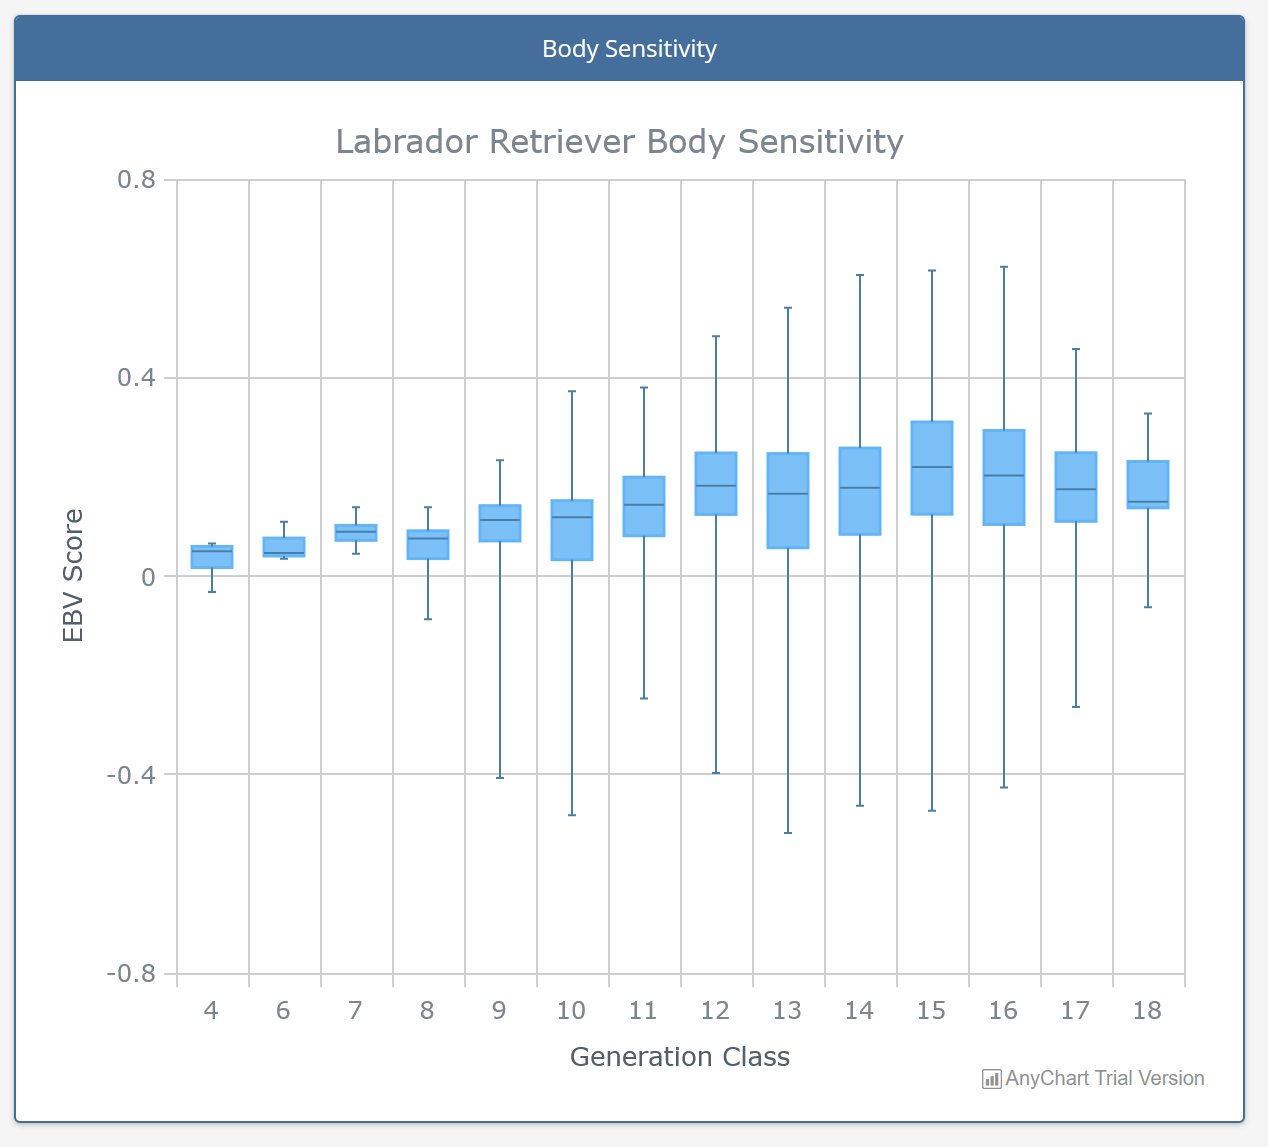 Body Sensitivity
Labrador Retriever Body Sensitivity
0.8
0.4
0
-0.4
-0.8
EBV Score
4 6 7 8 9 10 11 12 13 14 15 16 17 18
Generation Class
AnyChart Trial Version